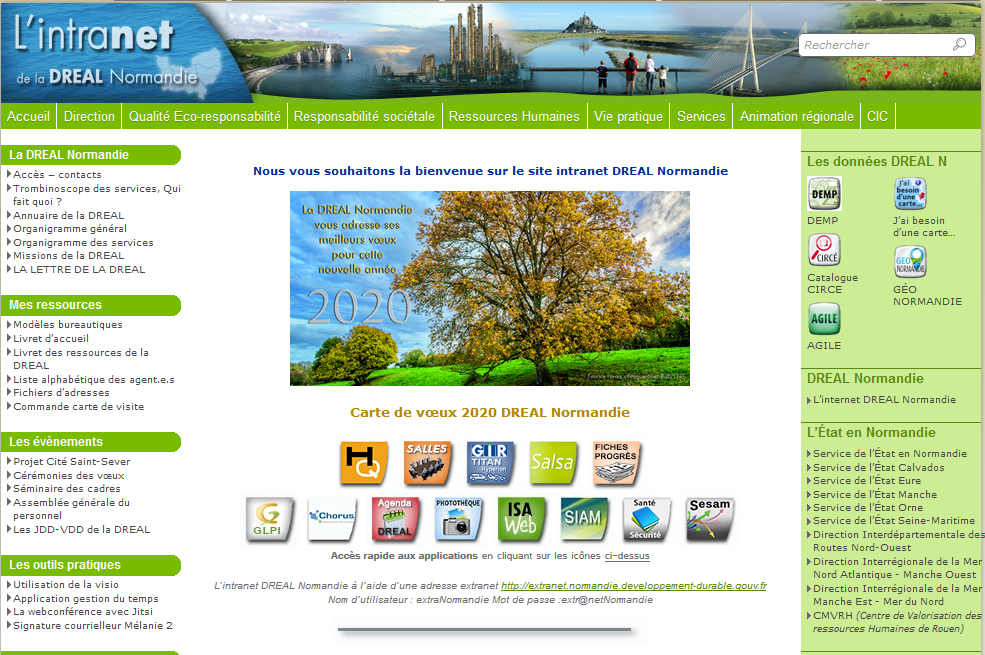 L'intranet
de la DREAL Normandie
Rechercher
Accueil
Direction
Qualité Eco-responsabilité
Responsabilité sociétale
Ressources Humaines
Vie pratique
Services
Animation régionale
CIC
La DREAL Normandie
Accès – contacts
Trombinoscope des services, Qui
fait quoi ?
Annuaire de la DREAL
Organigramme général
Organigramme des services
Missions de la DREAL
LA LETTRE DE LA DREAL
Mes ressources
Modèles bureautiques
Livret d'accueil
Livret des ressources de la
DREAL
Liste alphabétique des agent.e.s
Fichiers d'adresses
Commande carte de visite
Les évènements
Projet Cité Saint-Sever
Cérémonies des vœux
Séminaire des cadres
Assemblée générale du
personnel
Les JDD-VDD de la DREAL
Les outils pratiques
Utilisation de la visio
Application gestion du temps
La webconférence avec Jitsi
Signature courrielleur Mélanie 2
Nous vous souhaitons la bienvenue sur le site intranet DREAL Normandie
La DREAL Normandie
vous adresse ses
meilleurs vœux
pour cette
nouvelle année
2020
Carte de vœux 2020 DREAL Normandie
HQ
SALLES
GIR
TITAN
Hyperion
Salsa
FICHES
PROGRÈS
GLPI
Chorus
Agenda
DREAL
PHOTOTHÈQUE
ISA
Web
SIAM
Santé
Sécurité
Sesam
Accès rapide aux applications en cliquant sur les icônes ci-dessus
L'intranet DREAL Normandie à l'aide d'une adresse extranet http://extranet.normandie.developpement-durable.gouv.fr
Nom d'utilisateur : extraNormandie Mot de passe :extr@netNormandie
Les données DREAL N
DEMP
DEMP
J'ai
besoin
d'une
carte...
J'ai besoin
d'une carte…
CIRCÉ
Catalogue
CIRCE
GÉO
NORMANDIE
GÉO
NORMANDIE
AGILE
AGILE
DREAL Normandie
L'internet DREAL Normandie
L'État en Normandie
Service de l'État en Normandie
Service de l'État Calvados
Service de l'État Eure
Service de l'État Manche
Service de l'État Orne
Service de l'État Seine-Maritime
Direction Interdépartementale des
Routes Nord-Ouest
Direction Interrégionale de la Mer
Nord Atlantique - Manche Ouest
Direction Interrégionale de la Mer
Manche Est - Mer du Nord
CMVRH (Centre de Valorisation des
ressources Humaines de Rouen)